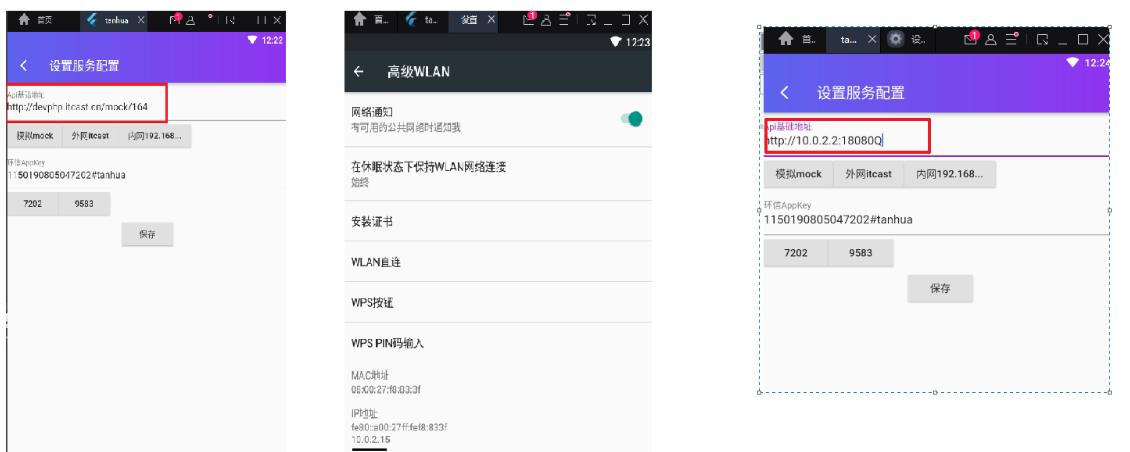 首页
tanhua
12:22
设置服务配置
Api基础地址
http://devphp.itcast.cn/mock/164
模拟mock 外网itcast 内网192.168...
环信AppKey
1150190805047202#tanhua
7202 9583
保存
首...
ta...
设置
1
12:23
高级WLAN
网络通知
有可用的公共网络时通知我
在休眠状态下保持WLAN网络连接
始终
安装证书
WLAN直连
WPS按钮
WPS PIN码输入
MAC地址
08:00:27:f8:83:3f
IP地址
fe80::a00:27ff:fef8:833f
10.0.2.15
首..
ta...
设..
1
12:24
设置服务配置
Api基础地址
http://10.0.2.2:18080Q
模拟mock 外网itcast 内网192.168...
环信AppKey
1150190805047202#tanhua
7202 9583
保存